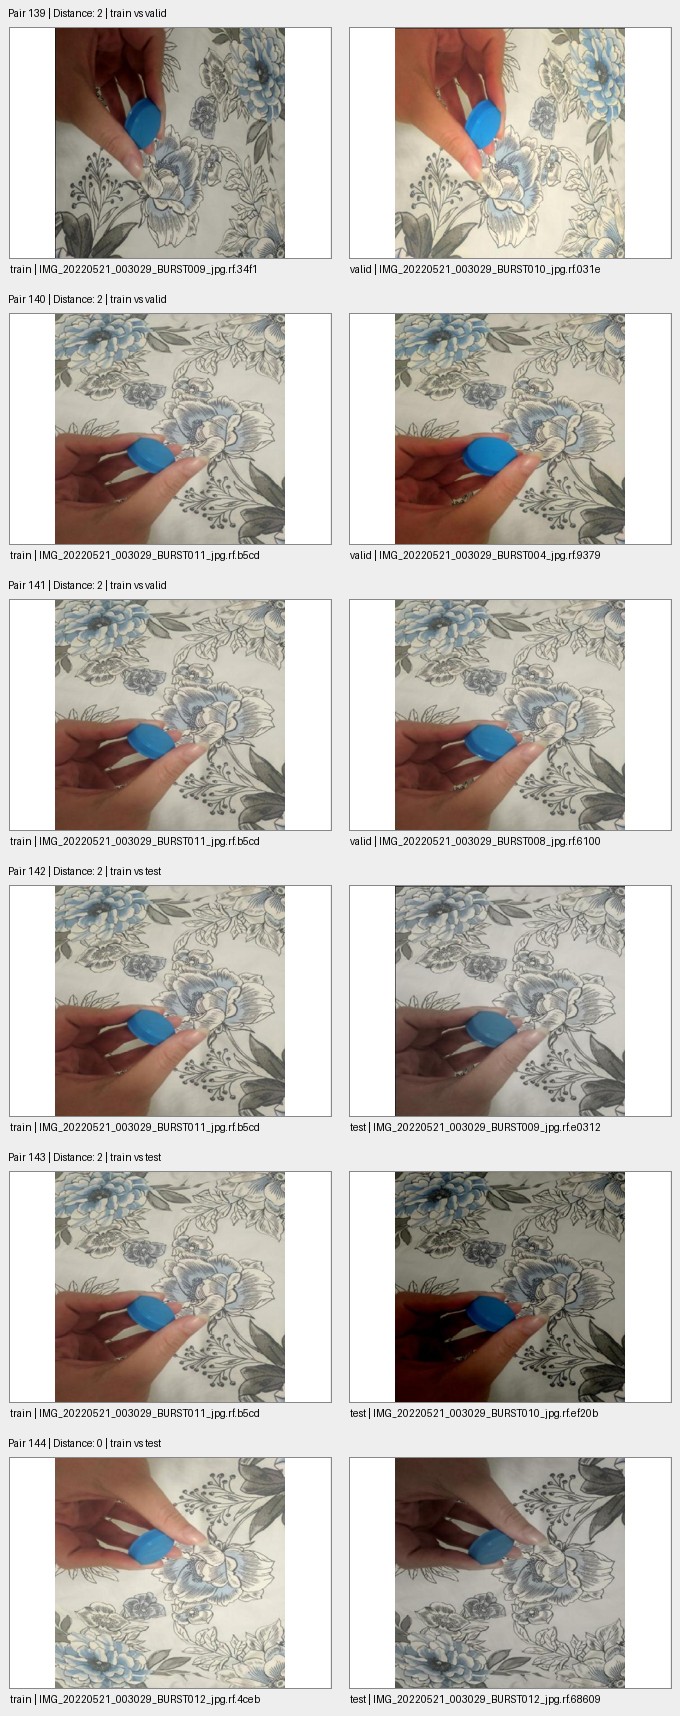 Pair 139 | Distance: 2 | train vs valid
train | IMG_20220521_003029_BURST009_jpg.rf.34f1
valid | IMG_20220521_003029_BURST010_jpg.rf.031e
Pair 140 | Distance: 2 | train vs valid
train | IMG_20220521_003029_BURST011_jpg.rf.b5cd
valid | IMG_20220521_003029_BURST004_jpg.rf.9379
Pair 141 | Distance: 2 | train vs valid
train | IMG_20220521_003029_BURST011_jpg.rf.b5cd
valid | IMG_20220521_003029_BURST008_jpg.rf.6100
Pair 142 | Distance: 2 | train vs test
train | IMG_20220521_003029_BURST011_jpg.rf.b5cd
test | IMG_20220521_003029_BURST009_jpg.rf.e0312
Pair 143 | Distance: 2 | train vs test
train | IMG_20220521_003029_BURST011_jpg.rf.b5cd
test | IMG_20220521_003029_BURST010_jpg.rf.ef20b
Pair 144 | Distance: 0 | train vs test
train | IMG_20220521_003029_BURST012_jpg.rf.4ceb
test | IMG_20220521_003029_BURST012_jpg.rf.68609